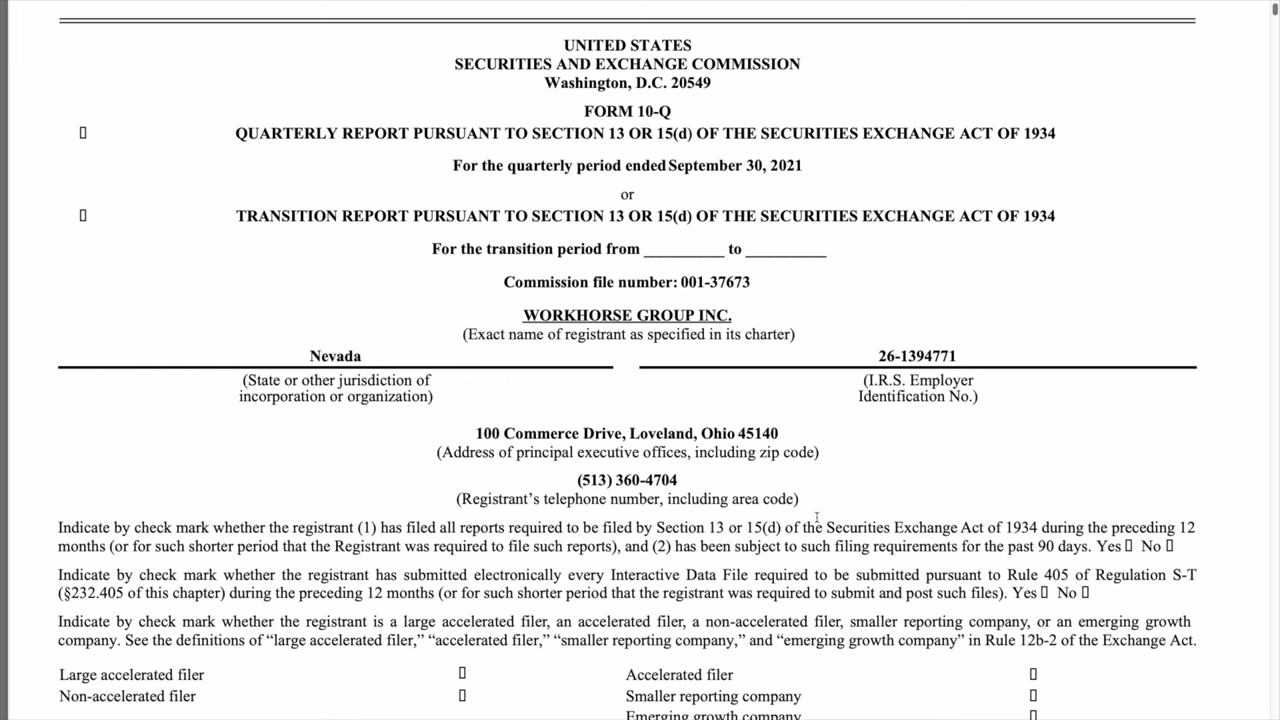 UNITED STATES
SECURITIES AND EXCHANGE COMMISSION
Washington, D.C. 20549
FORM 10-Q
QUARTERLY REPORT PURSUANT TO SECTION 13 OR 15(d) OF THE SECURITIES EXCHANGE ACT OF 1934
For the quarterly period ended September 30, 2021
or
TRANSITION REPORT PURSUANT TO SECTION 13 OR 15(d) OF THE SECURITIES EXCHANGE ACT OF 1934
For the transition period from __________ to __________
Commission file number: 001-37673
WORKHORSE GROUP INC.
(Exact name of registrant as specified in its charter)
Nevada 26-1394771
(State or other jurisdiction of (I.R.S. Employer
incorporation or organization) Identification No.)
100 Commerce Drive, Loveland, Ohio 45140
(Address of principal executive offices, including zip code)
(513) 360-4704
(Registrant’s telephone number, including area code)
Indicate by check mark whether the registrant (1) has filed all reports required to be filed by Section 13 or 15(d) of the Securities Exchange Act of 1934 during the preceding 12
months (or for such shorter period that the Registrant was required to file such reports), and (2) has been subject to such filing requirements for the past 90 days. Yes ▯ No ▯
Indicate by check mark whether the registrant has submitted electronically every Interactive Data File required to be submitted pursuant to Rule 405 of Regulation S-T
(§232.405 of this chapter) during the preceding 12 months (or for such shorter period that the registrant was required to submit and post such files). Yes ▯ No ▯
Indicate by check mark whether the registrant is a large accelerated filer, an accelerated filer, a non-accelerated filer, smaller reporting company, or an emerging growth
company. See the definitions of “large accelerated filer,” “accelerated filer,” “smaller reporting company,” and “emerging growth company” in Rule 12b-2 of the Exchange Act.
Large accelerated filer ▯ Accelerated filer ▯
Non-accelerated filer ▯ Smaller reporting company ▯
Emerging growth company ▯